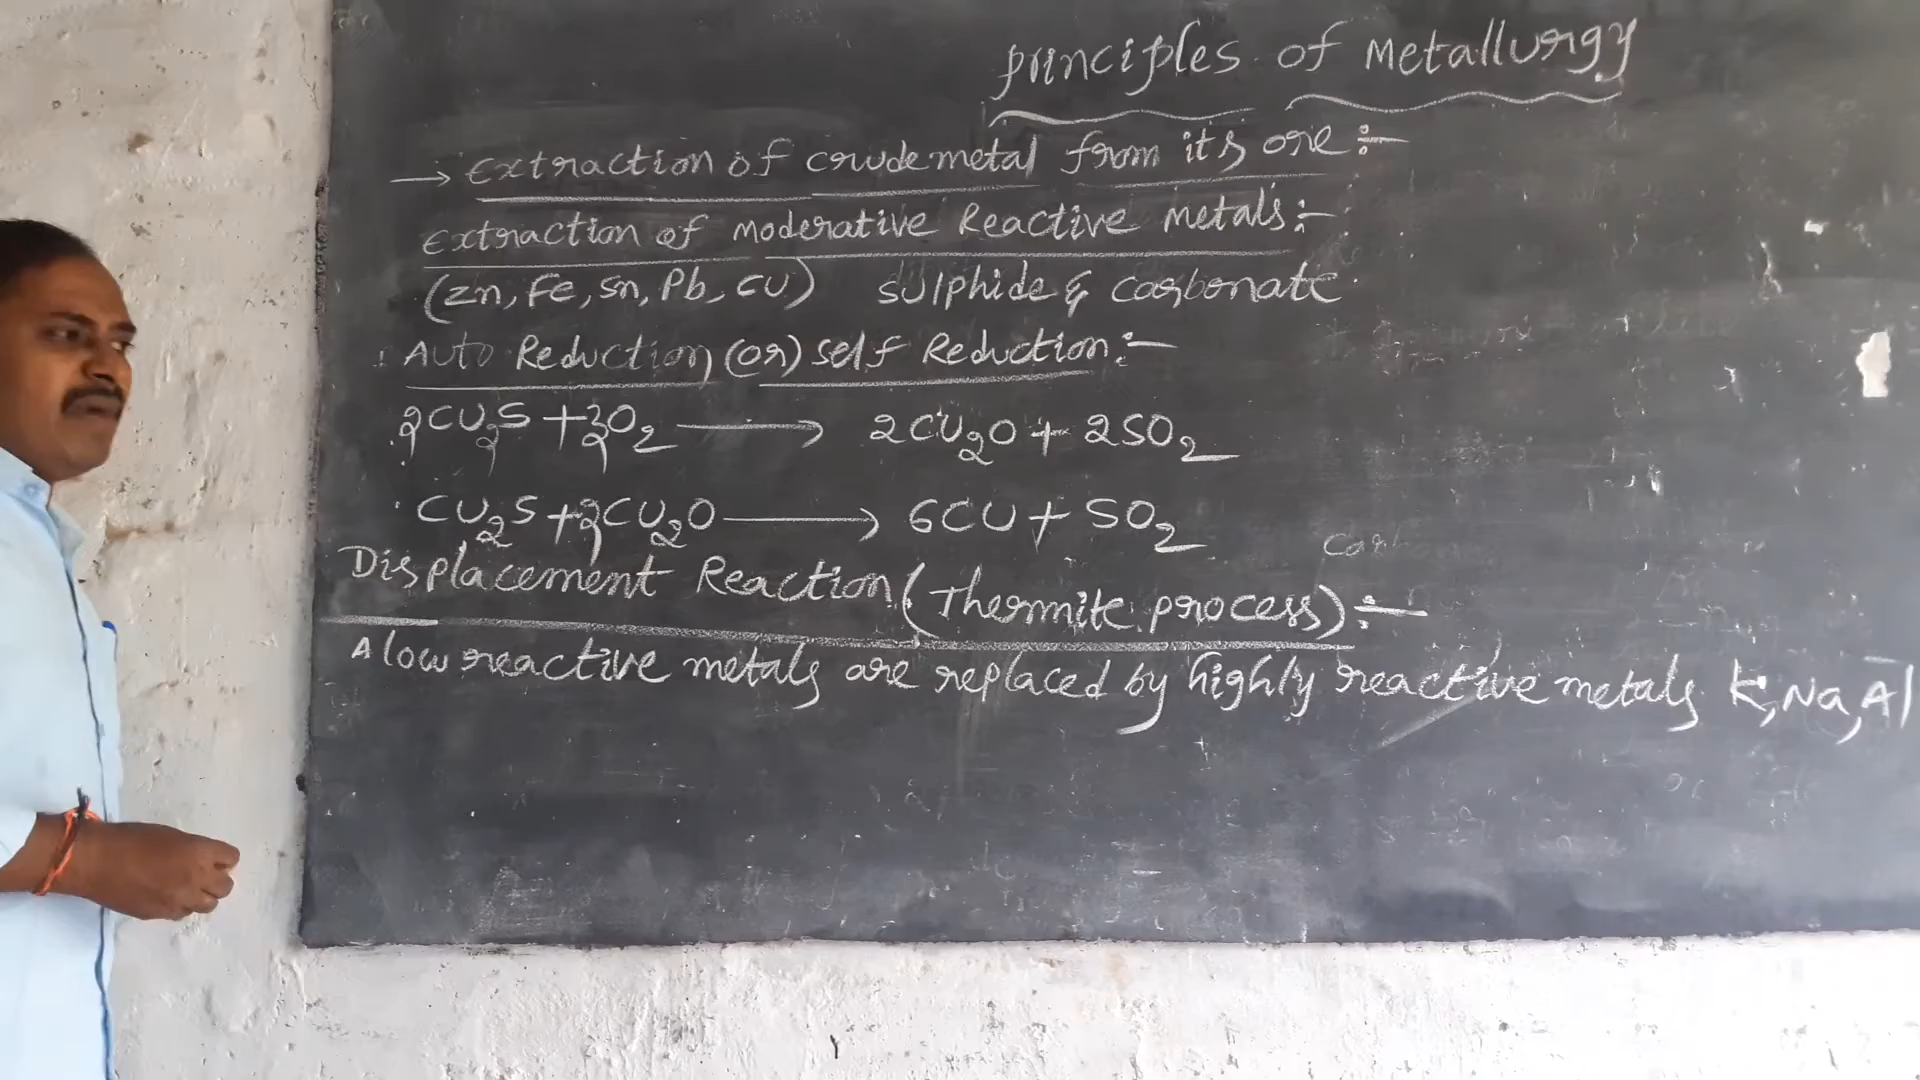 principles of Metallurgy
→ Extraction of crude metal from its ore :-
Extraction of moderative Reactive metals :-
(Zn, Fe, Sn, Pb, Cu) sulphide & carbonate
Auto Reduction (or) self Reduction :-
2Cu2S + 3O2 → 2Cu2O + 2SO2
Cu2S + 2Cu2O → 6Cu + SO2
Displacement Reaction (Thermite process) :-
A low reactive metals are replaced by highly reactive metals K, Na, Al